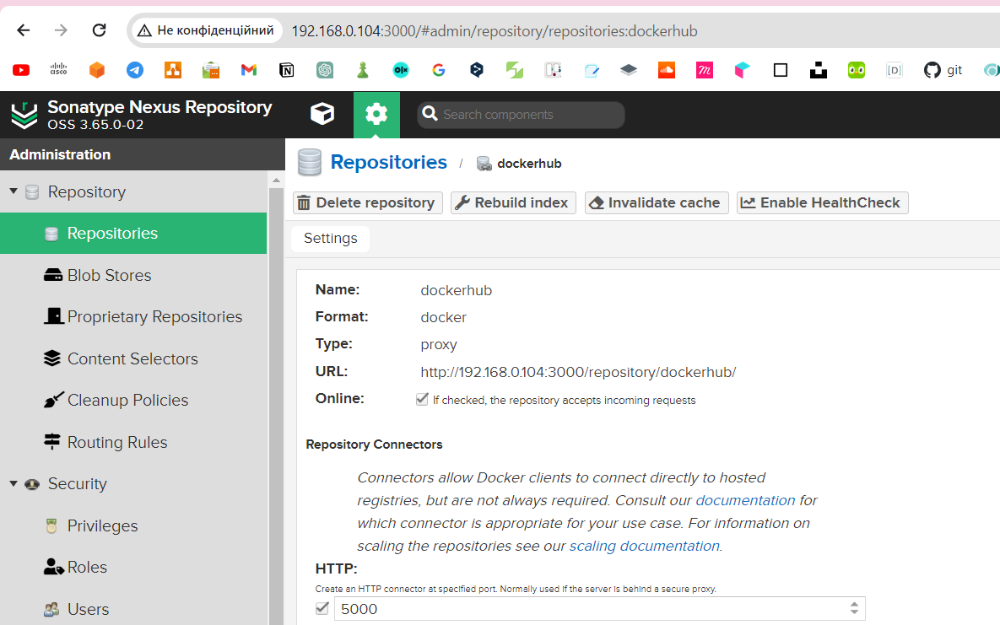 Не конфіденційний
192.168.0.104:3000/#admin/repository/repositories:dockerhub
cisco
olx
git
Sonatype Nexus Repository
OSS 3.65.0-02
Search components
Administration
Repository
Repositories
Blob Stores
Proprietary Repositories
Content Selectors
Cleanup Policies
Routing Rules
Security
Privileges
Roles
Users
Repositories / dockerhub
Delete repository
Rebuild index
Invalidate cache
Enable HealthCheck
Settings
Name: dockerhub
Format: docker
Type: proxy
URL: http://192.168.0.104:3000/repository/dockerhub/
Online: If checked, the repository accepts incoming requests
Repository Connectors
Connectors allow Docker clients to connect directly to hosted
registries, but are not always required. Consult our documentation for
which connector is appropriate for your use case. For information on
scaling the repositories see our scaling documentation.
HTTP:
Create an HTTP connector at specified port. Normally used if the server is behind a secure proxy.
5000